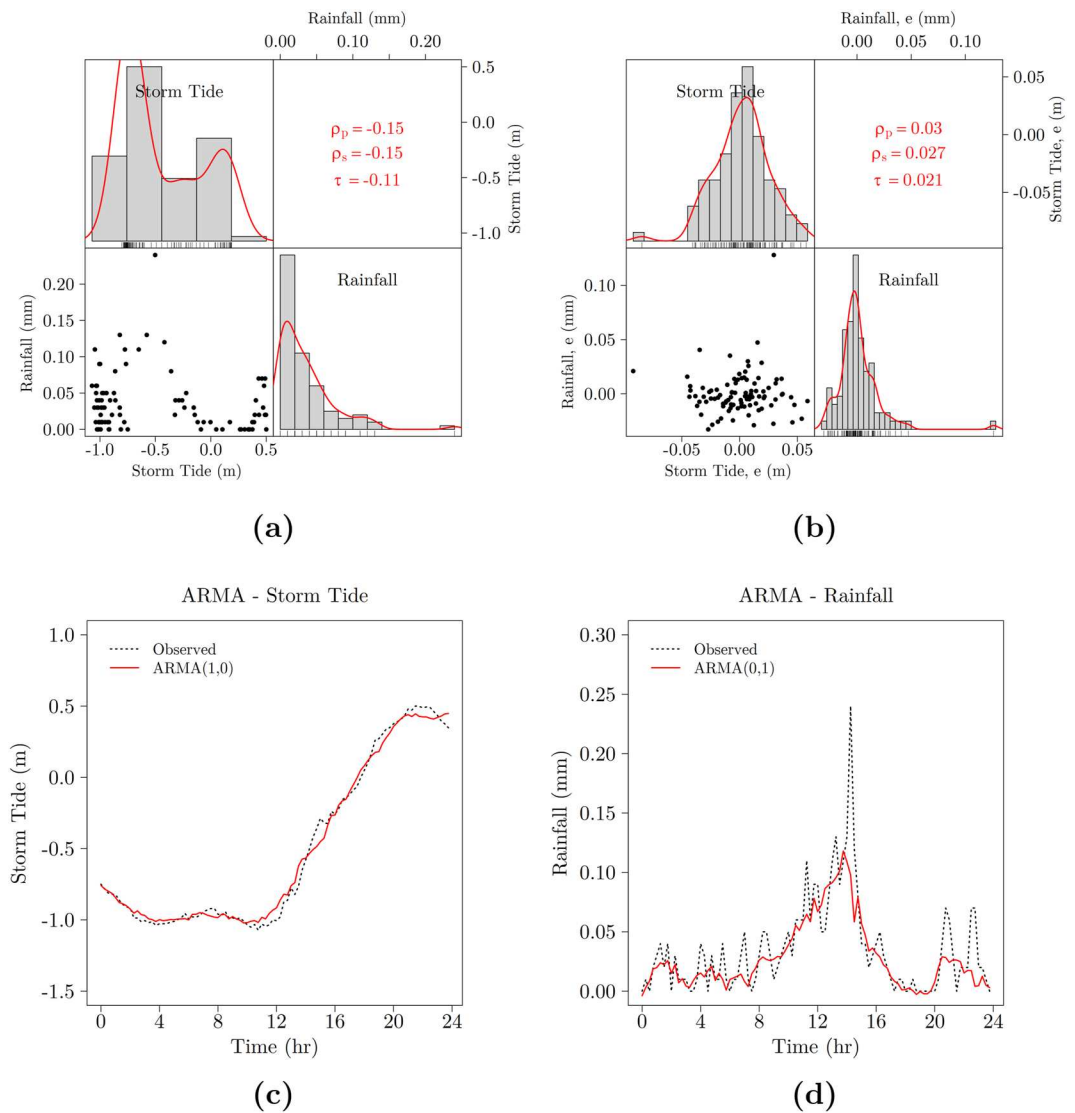 Rainfall (mm)
0.00 0.10 0.20
Storm Tide
ρp = -0.15
ρs = -0.15
τ = -0.11
0.5
0.0
-0.5
-1.0
Storm Tide (m)
Rainfall (mm)
0.20
0.15
0.10
0.05
0.00
Rainfall
-1.0 -0.5 0.0 0.5
Storm Tide (m)
(a)
Rainfall, e (mm)
0.00 0.05 0.10
Storm Tide
ρp = 0.03
ρs = 0.027
τ = 0.021
0.05
0.00
-0.05
Storm Tide, e (m)
Rainfall, e (mm)
0.10
0.05
0.00
Rainfall
-0.05 0.00 0.05
Storm Tide, e (m)
(b)
ARMA - Storm Tide
Observed
ARMA(1,0)
Storm Tide (m)
1.0
0.5
0.0
-0.5
-1.0
-1.5
0 4 8 12 16 20 24
Time (hr)
(c)
ARMA - Rainfall
Observed
ARMA(0,1)
Rainfall (mm)
0.30
0.25
0.20
0.15
0.10
0.05
0.00
0 4 8 12 16 20 24
Time (hr)
(d)